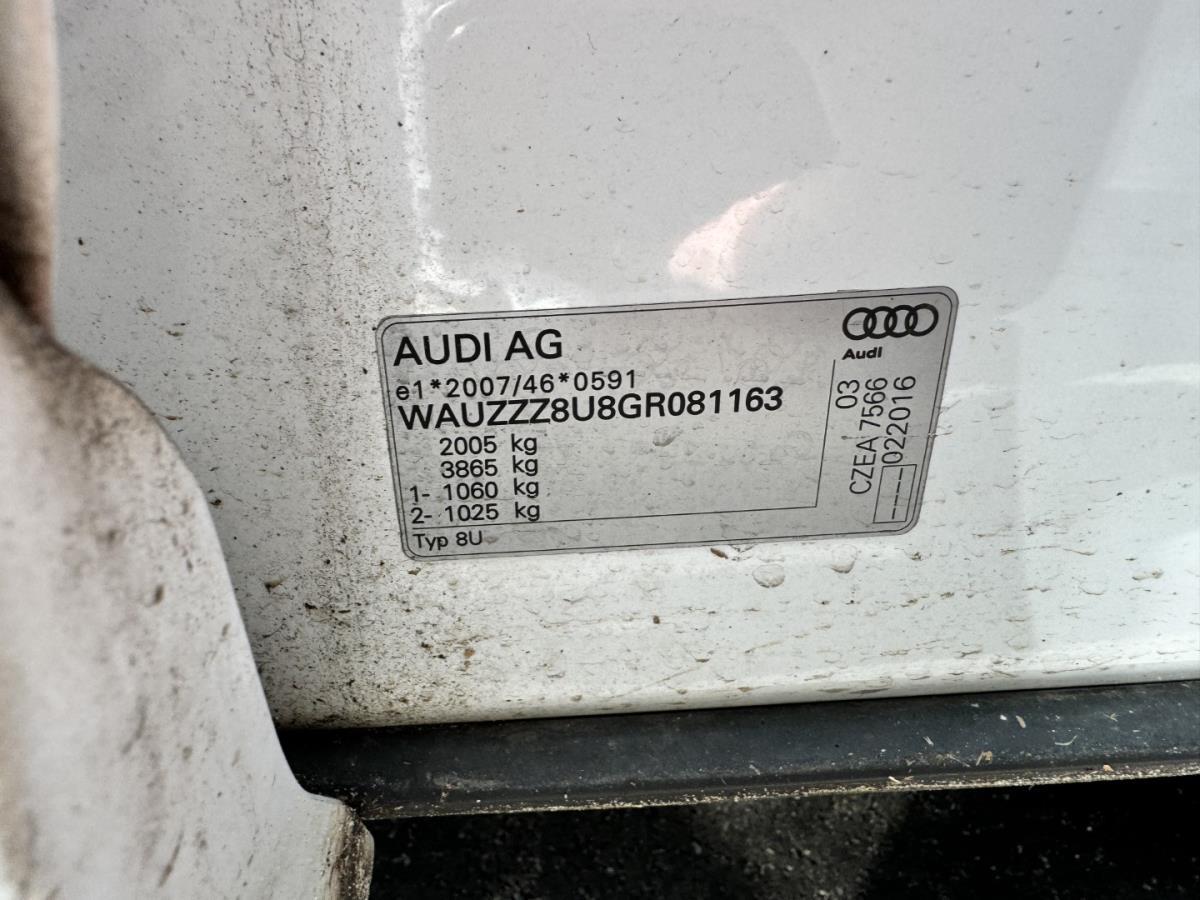 AUDI AG
e1*2007/46*0591
WAUZZZ8U8GR081163
2005 kg
3865 kg
1- 1060 kg
2- 1025 kg
Typ 8U
Audi
03
CZEA 7566
022016
----